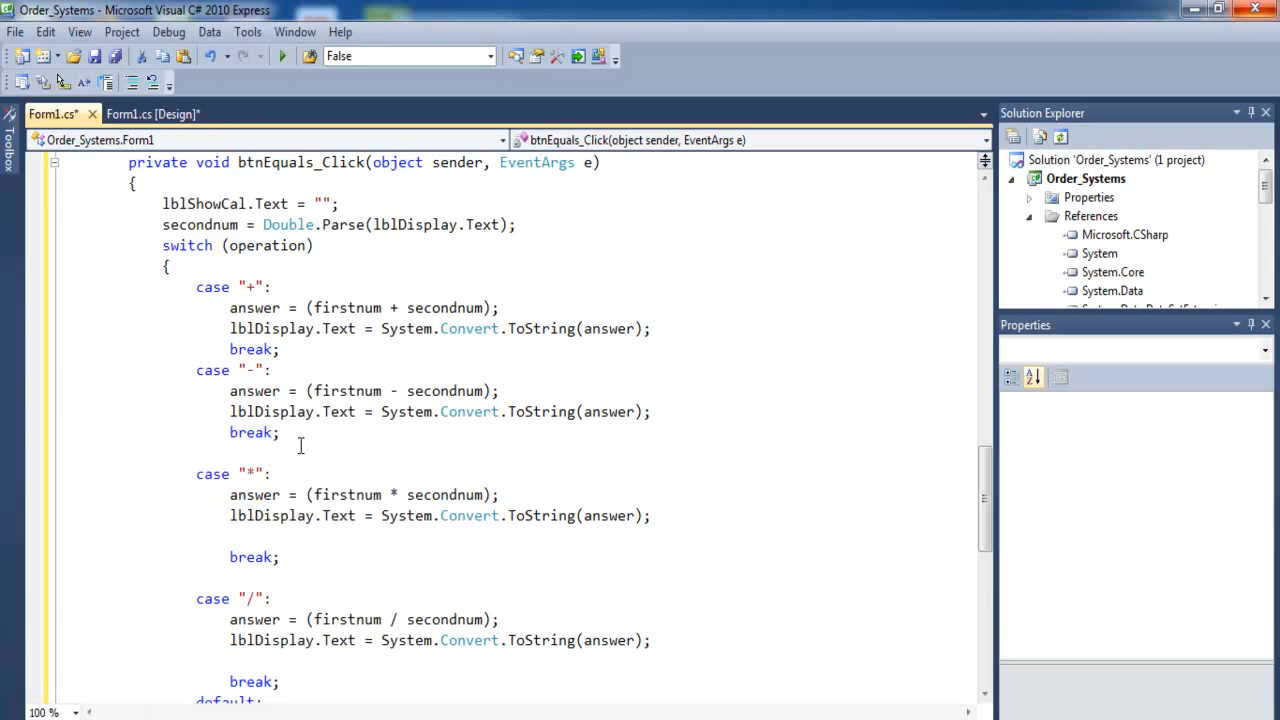 Order_Systems - Microsoft Visual C# 2010 Express
File Edit View Project Debug Data Tools Window Help
False
Form1.cs* Form1.cs [Design]*
Order_Systems.Form1 btnEquals_Click(object sender, EventArgs e)
Toolbox
private void btnEquals_Click(object sender, EventArgs e)
{
lblShowCal.Text = "";
secondnum = Double.Parse(lblDisplay.Text);
switch (operation)
{
case "+":
answer = (firstnum + secondnum);
lblDisplay.Text = System.Convert.ToString(answer);
break;
case "-":
answer = (firstnum - secondnum);
lblDisplay.Text = System.Convert.ToString(answer);
break;
case "*":
answer = (firstnum * secondnum);
lblDisplay.Text = System.Convert.ToString(answer);
break;
case "/":
answer = (firstnum / secondnum);
lblDisplay.Text = System.Convert.ToString(answer);
break;
default:
100 %
Solution Explorer
Solution 'Order_Systems' (1 project)
Order_Systems
Properties
References
Microsoft.CSharp
System
System.Core
System.Data
Properties